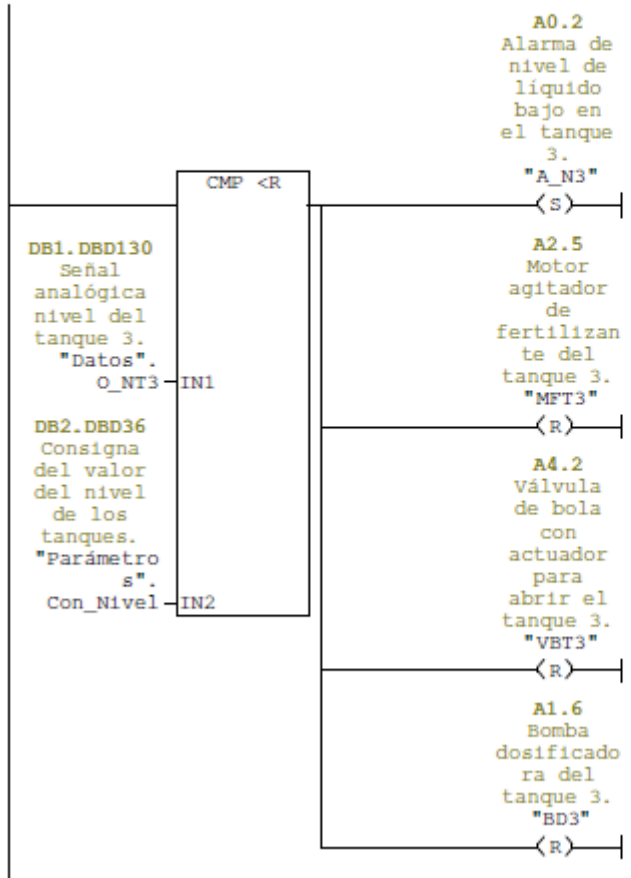 A0.2
Alarma de
nivel de
líquido
bajo en
el tanque
3.
"A_N3"
S
CMP <R
DB1.DBD130
Señal
analógica
nivel del
tanque 3.
"Datos".
O_NT3
IN1
A2.5
Motor
agitador
de
fertilizan
te del
tanque 3.
"MFT3"
R
DB2.DBD36
Consigna
del valor
del nivel
de los
tanques.
"Parámetro
s".
Con_Nivel
IN2
A4.2
Válvula
de bola
con
actuador
para
abrir el
tanque 3.
"VBT3"
R
A1.6
Bomba
dosificado
ra del
tanque 3.
"BD3"
R